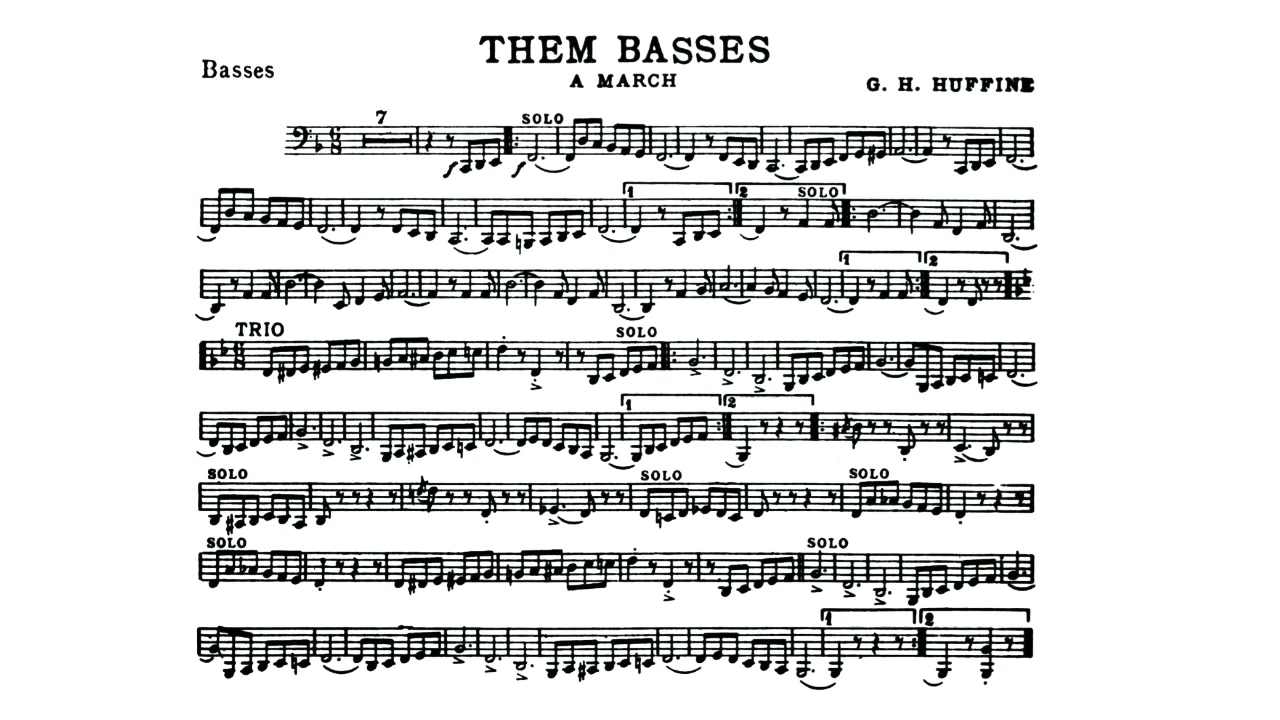 THEM BASSES
Basses
A MARCH
G. H. HUFFINE
7
SOLO
1
2
SOLO
1
2
TRIO
SOLO
1
2
SOLO
SOLO
SOLO
SOLO
SOLO
1
2